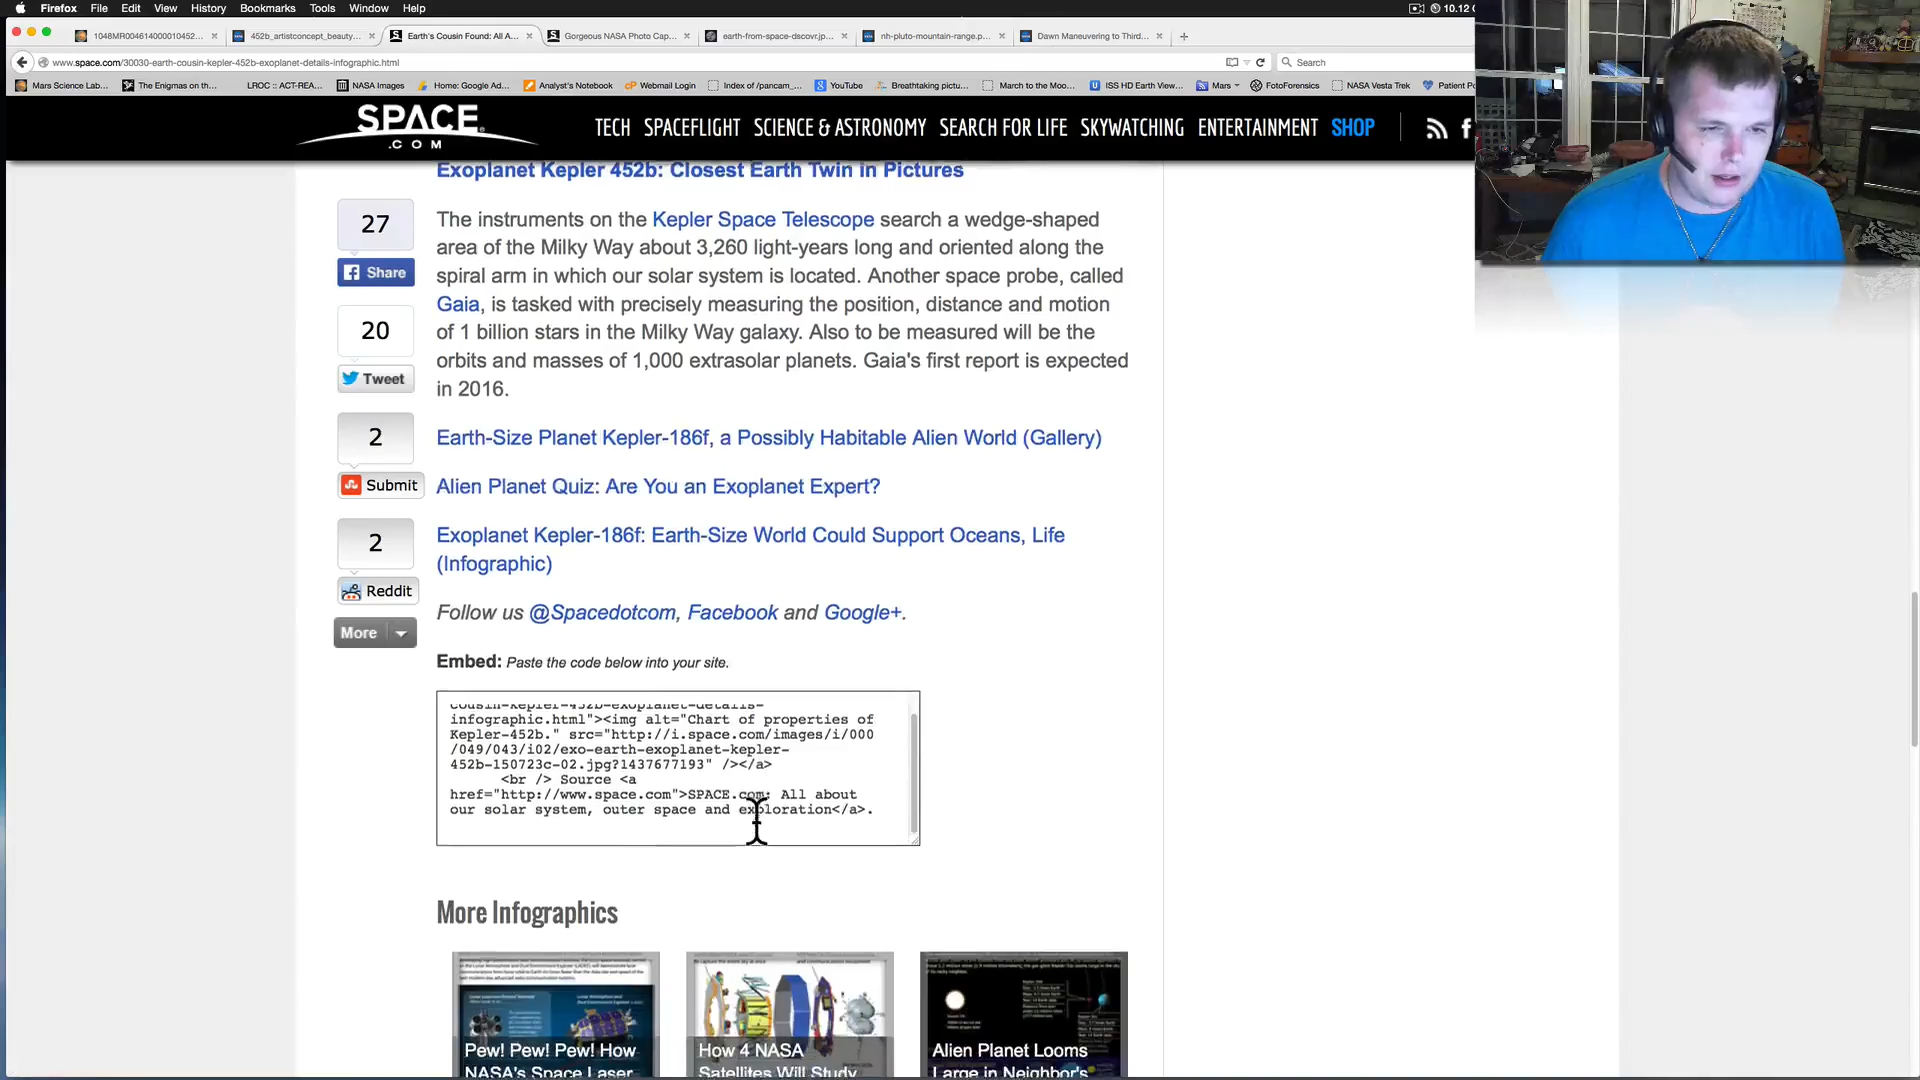 Firefox File Edit View History Bookmarks Tools Window Help
10.12
1048MR004614000010452...
452b_artistconcept_beauty...
Earth's Cousin Found: All A...
Gorgeous NASA Photo Cap...
earth-from-space-dscovr.jp...
nh-pluto-mountain-range.p...
Dawn Maneuvering to Third...
www.space.com/30030-earth-cousin-kepler-452b-exoplanet-details-infographic.html
Search
Mars Science Lab...
The Enigmas on th...
LROC :: ACT-REA...
NASA Images
Home: Google Ad...
Analyst's Notebook
cP Webmail Login
Index of /pancam_...
YouTube
Breathtaking pictu...
March to the Moo...
ISS HD Earth View...
Mars
FotoForensics
NASA Vesta Trek
Patient Po
SPACE
.COM
TECH SPACEFLIGHT SCIENCE & ASTRONOMY SEARCH FOR LIFE SKYWATCHING ENTERTAINMENT SHOP
Exoplanet Kepler 452b: Closest Earth Twin in Pictures
27
Share
20
Tweet
2
Submit
2
Reddit
More
The instruments on the Kepler Space Telescope search a wedge-shaped
area of the Milky Way about 3,260 light-years long and oriented along the
spiral arm in which our solar system is located. Another space probe, called
Gaia, is tasked with precisely measuring the position, distance and motion
of 1 billion stars in the Milky Way galaxy. Also to be measured will be the
orbits and masses of 1,000 extrasolar planets. Gaia's first report is expected
in 2016.
Earth-Size Planet Kepler-186f, a Possibly Habitable Alien World (Gallery)
Alien Planet Quiz: Are You an Exoplanet Expert?
Exoplanet Kepler-186f: Earth-Size World Could Support Oceans, Life
(Infographic)
Follow us @Spacedotcom, Facebook and Google+.
Embed: Paste the code below into your site.
cousin-kepler-452b-exoplanet-details-
infographic.html"><img alt="Chart of properties of
Kepler-452b." src="http://i.space.com/images/i/000
/049/043/i02/exo-earth-exoplanet-kepler-
452b-150723c-02.jpg?1437677193" /></a>
<br /> Source <a
href="http://www.space.com">SPACE.com: All about
our solar system, outer space and exploration</a>.
More Infographics
Pew! Pew! Pew! How
NASA's Space Laser
How 4 NASA
Satellites Will Study
Alien Planet Looms
Large in Neighbor's